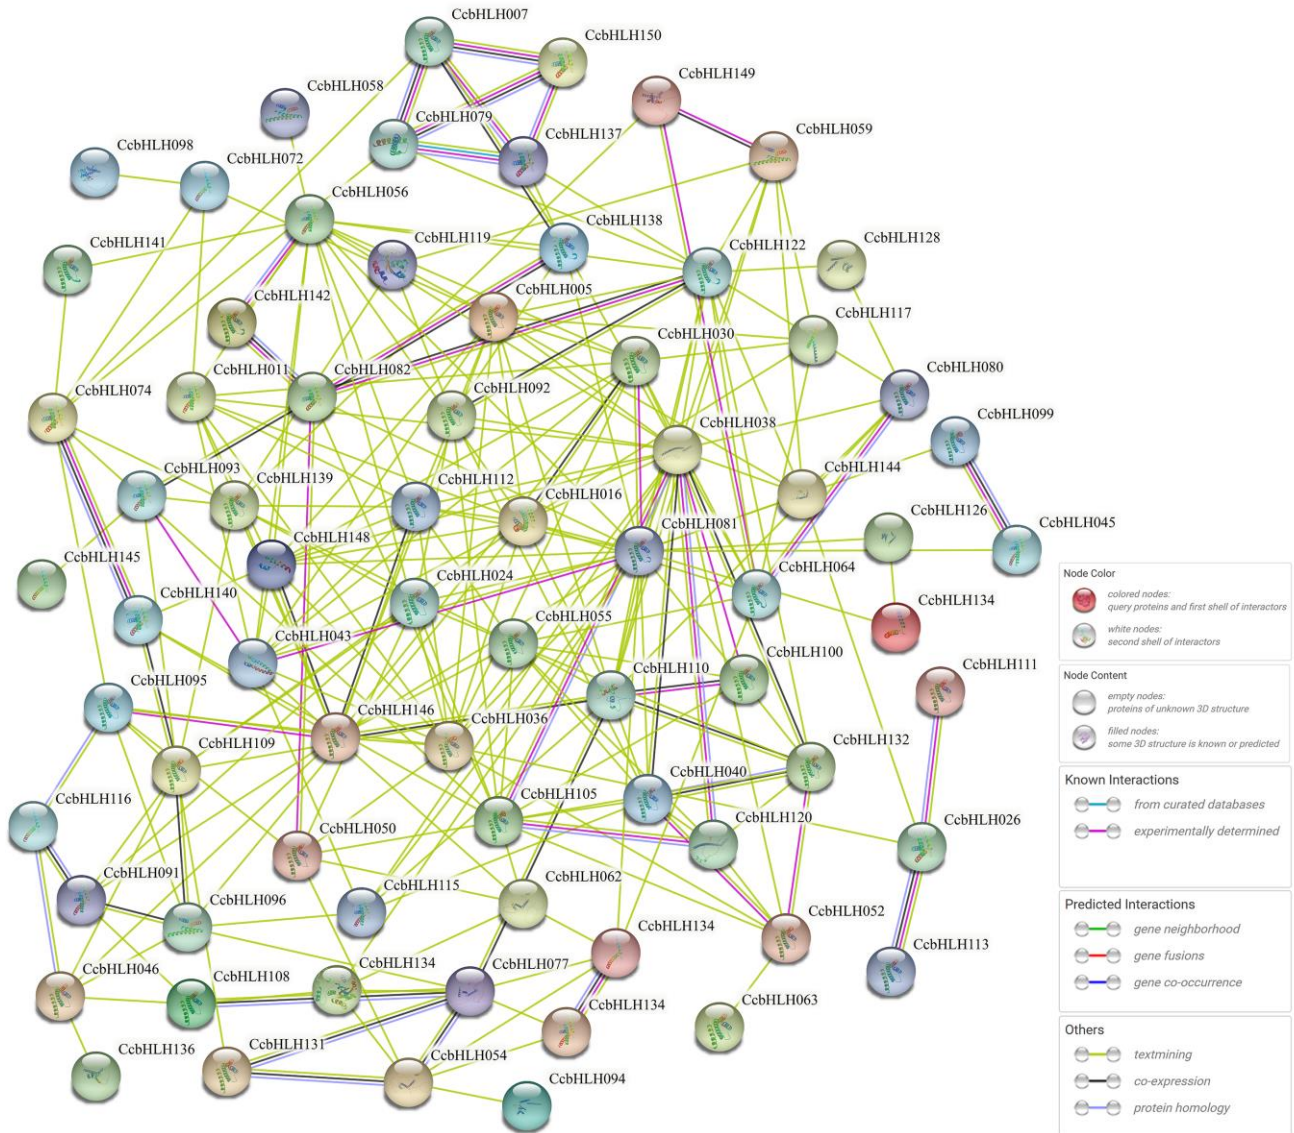 CcbHLH007
CcbHLH150
CcbHLH149
CcbHLH058
CcbHLH079
CcbHLH137
CcbHLH059
CcbHLH098
CcbHLH072
CcbHLH056
CcbHLH138
CcbHLH119
CcbHLH122
CcbHLH128
CcbHLH141
CcbHLH142
CcbHLH005
CcbHLH117
CcbHLH030
CcbHLH011
CcbHLH082
CcbHLH092
CcbHLH080
CcbHLH074
CcbHLH038
CcbHLH099
CcbHLH093
CcbHLH139
CcbHLH112
CcbHLH016
CcbHLH144
CcbHLH126
CcbHLH081
CcbHLH045
CcbHLH148
CcbHLH145
CcbHLH024
CcbHLH064
CcbHLH140
CcbHLH055
CcbHLH134
CcbHLH043
CcbHLH110
CcbHLH100
CcbHLH111
CcbHLH095
CcbHLH146
CcbHLH036
CcbHLH109
CcbHLH132
CcbHLH040
CcbHLH116
CcbHLH105
CcbHLH120
CcbHLH026
CcbHLH050
CcbHLH091
CcbHLH115
CcbHLH062
CcbHLH096
CcbHLH052
CcbHLH134
CcbHLH113
CcbHLH046
CcbHLH108
CcbHLH134
CcbHLH077
CcbHLH134
CcbHLH063
CcbHLH136
CcbHLH131
CcbHLH054
CcbHLH094
Node Color
colored nodes:
query proteins and first shell of interactors
white nodes:
second shell of interactors
Node Content
empty nodes:
proteins of unknown 3D structure
filled nodes:
some 3D structure is known or predicted
Known Interactions
from curated databases
experimentally determined
Predicted Interactions
gene neighborhood
gene fusions
gene co-occurrence
Others
textmining
co-expression
protein homology